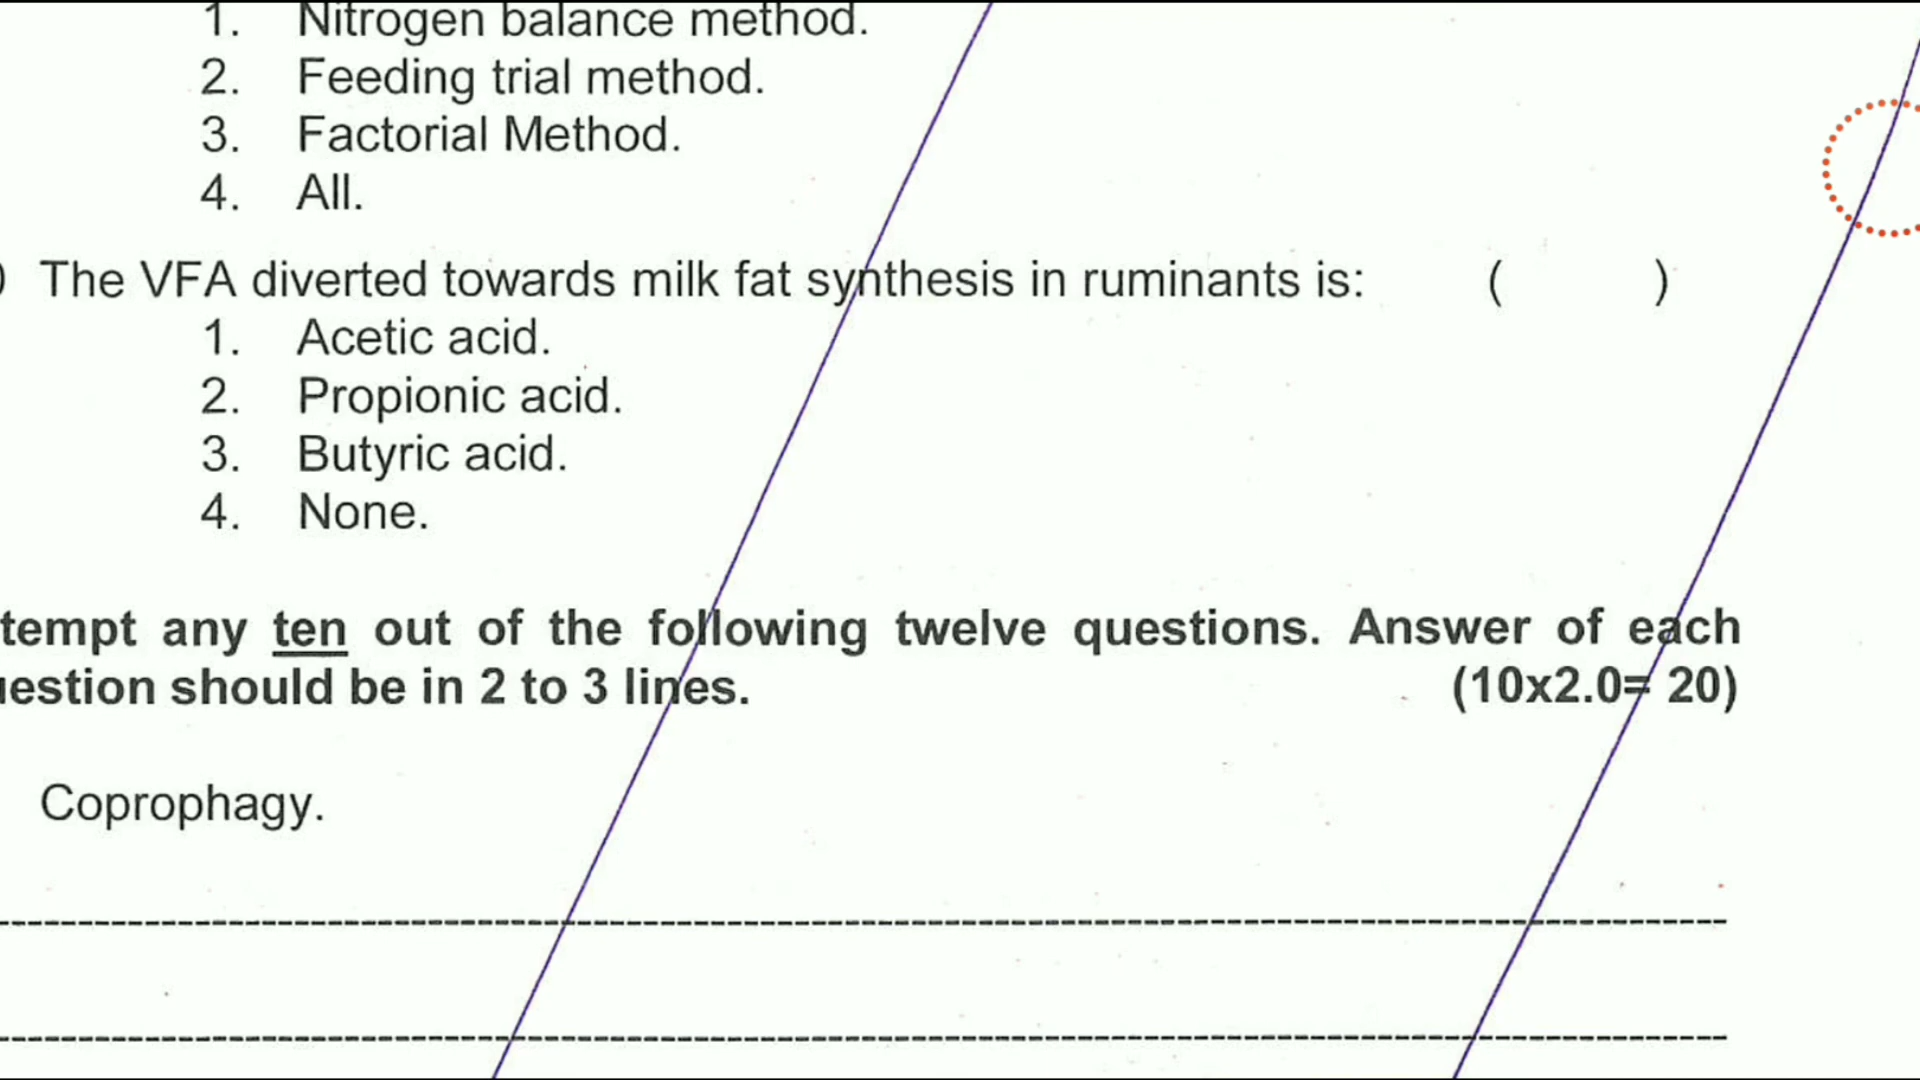 1. Nitrogen balance method.
2. Feeding trial method.
3. Factorial Method.
4. All.
) The VFA diverted towards milk fat synthesis in ruminants is: ( )
1. Acetic acid.
2. Propionic acid.
3. Butyric acid.
4. None.
tempt any ten out of the following twelve questions. Answer of each
estion should be in 2 to 3 lines. (10x2.0= 20)
Coprophagy.